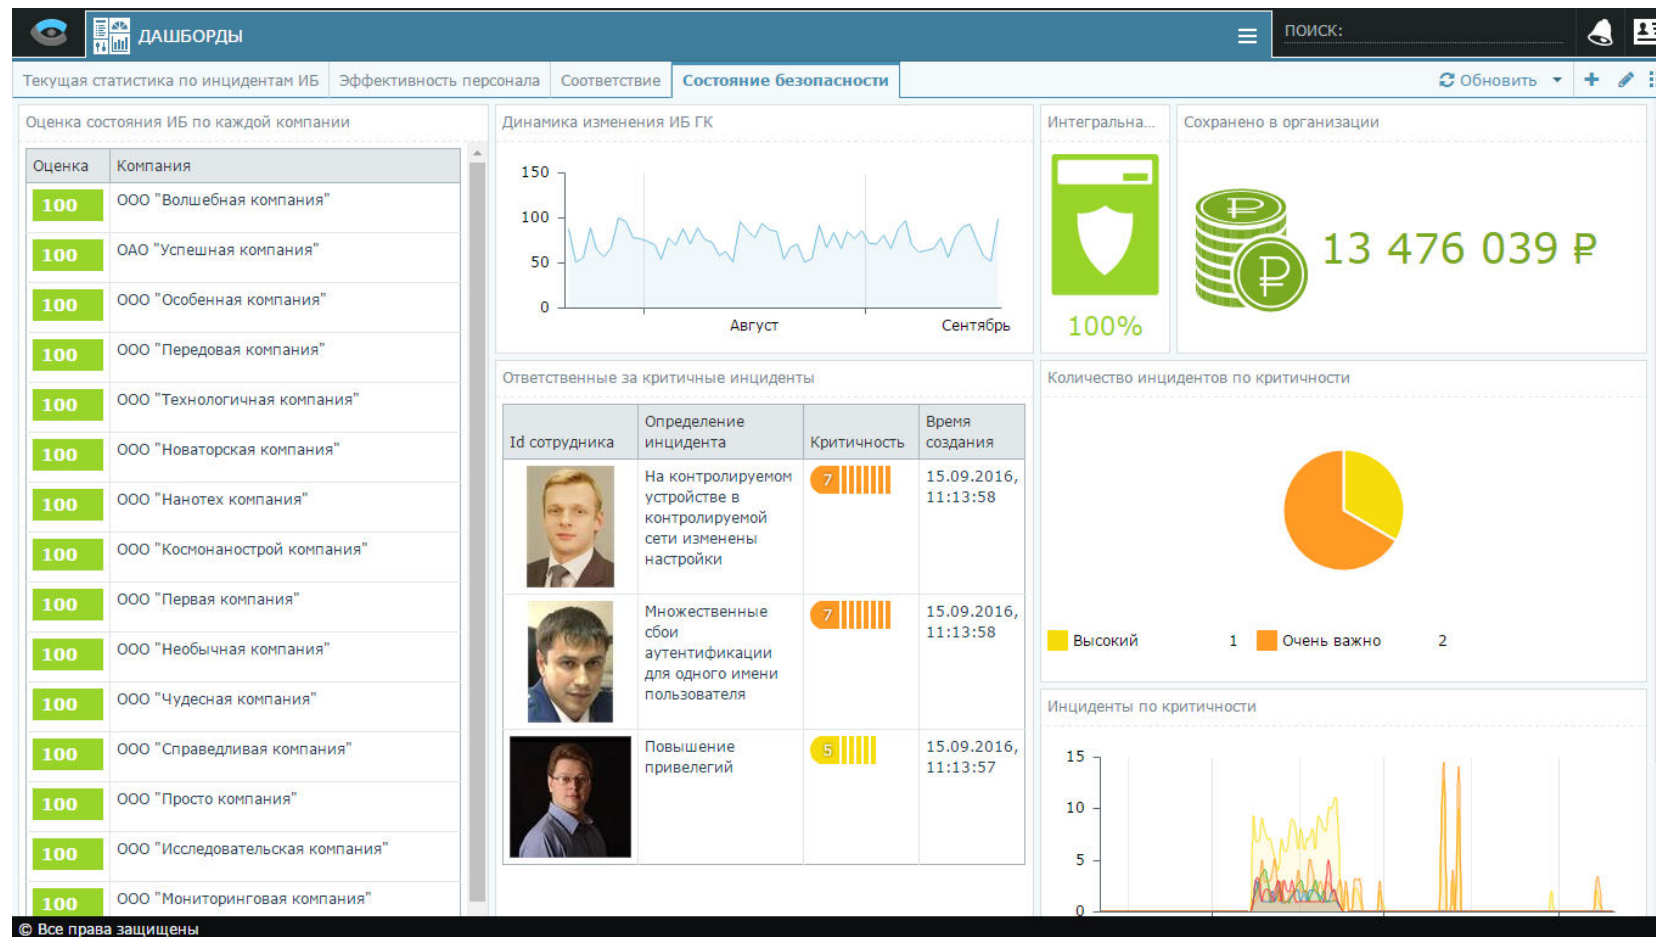 ДАШБОРДЫ
ПОИСК:
Текущая статистика по инцидентам ИБ
Эффективность персонала
Соответствие
Состояние безопасности
Обновить
Оценка состояния ИБ по каждой компании
Оценка Компания
100 ООО "Волшебная компания"
100 ОАО "Успешная компания"
100 ООО "Особенная компания"
100 ООО "Передовая компания"
100 ООО "Технологичная компания"
100 ООО "Новаторская компания"
100 ООО "Нанотех компания"
100 ООО "Космонанострой компания"
100 ООО "Первая компания"
100 ООО "Необычная компания"
100 ООО "Чудесная компания"
100 ООО "Справедливая компания"
100 ООО "Просто компания"
100 ООО "Исследовательская компания"
100 ООО "Мониторинговая компания"
Динамика изменения ИБ ГК
150
100
50
0
Август
Сентябрь
Интегральна...
100%
Сохранено в организации
13 476 039 ₽
Ответственные за критичные инциденты
Id сотрудника
Определение
инцидента
Критичность
Время
создания
На контролируемом
устройстве в
контролируемой
сети изменены
настройки
7
15.09.2016,
11:13:58
Множественные
сбои
аутентификации
для одного имени
пользователя
7
15.09.2016,
11:13:58
Повышение
привелегий
5
15.09.2016,
11:13:57
Количество инцидентов по критичности
Высокий 1
Очень важно 2
Инциденты по критичности
15
10
5
0
© Все права защищены